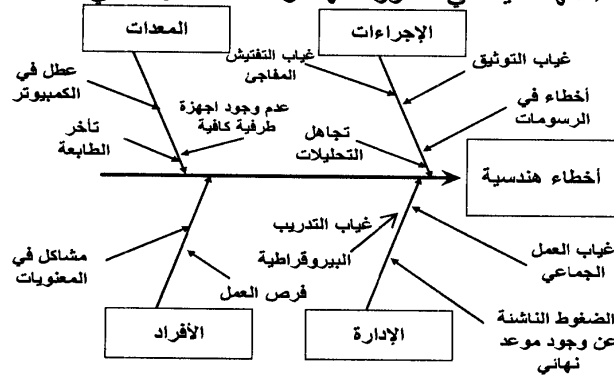 المعدات
الإجراءات
غياب التفتيش
المفاجئ
غياب التوثيق
عطل في
الكمبيوتر
عدم وجود اجهزة
طرفية كافية
أخطاء في
الرسومات
تأخر
الطابعة
تجاهل
التحليلات
أخطاء هندسية
غياب التدريب
البيروقراطية
غياب العمل
الجماعي
مشاكل في
المعنويات
فرص العمل
الضغوط الناشئة
عن وجود موعد
نهائي
الأفراد
الإدارة